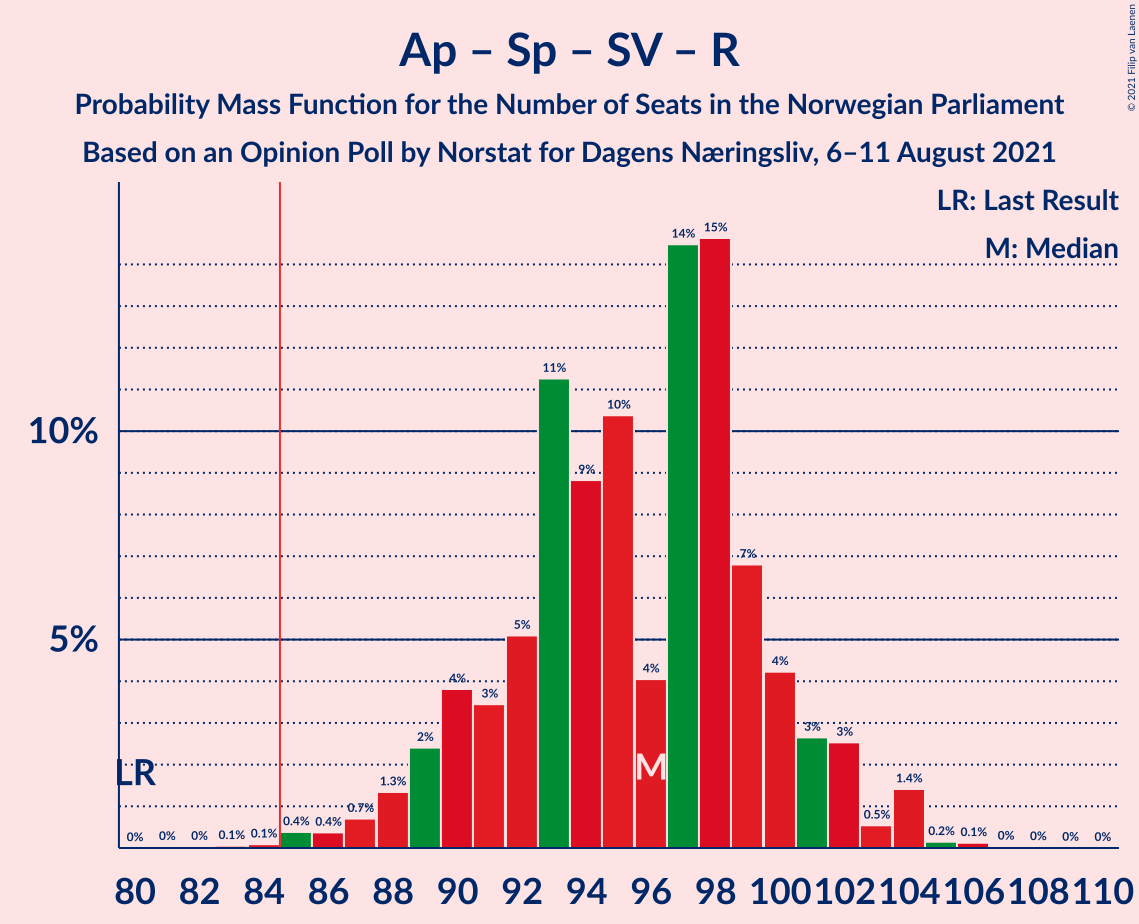 © 2021 Filip van Laenen
Ap – Sp – SV – R
Probability Mass Function for the Number of Seats in the Norwegian Parliament
Based on an Opinion Poll by Norstat for Dagens Næringsliv, 6–11 August 2021
LR: Last Result
M: Median
10%
5%
LR
M
0% 0% 0% 0.1% 0.1% 0.4% 0.4% 0.7% 1.3% 2% 4% 3% 5% 11% 9% 10% 4% 14% 15% 7% 4% 3% 3% 0.5% 1.4% 0.2% 0.1% 0% 0% 0% 0%
80 82 84 86 88 90 92 94 96 98 100 102 104 106 108 110